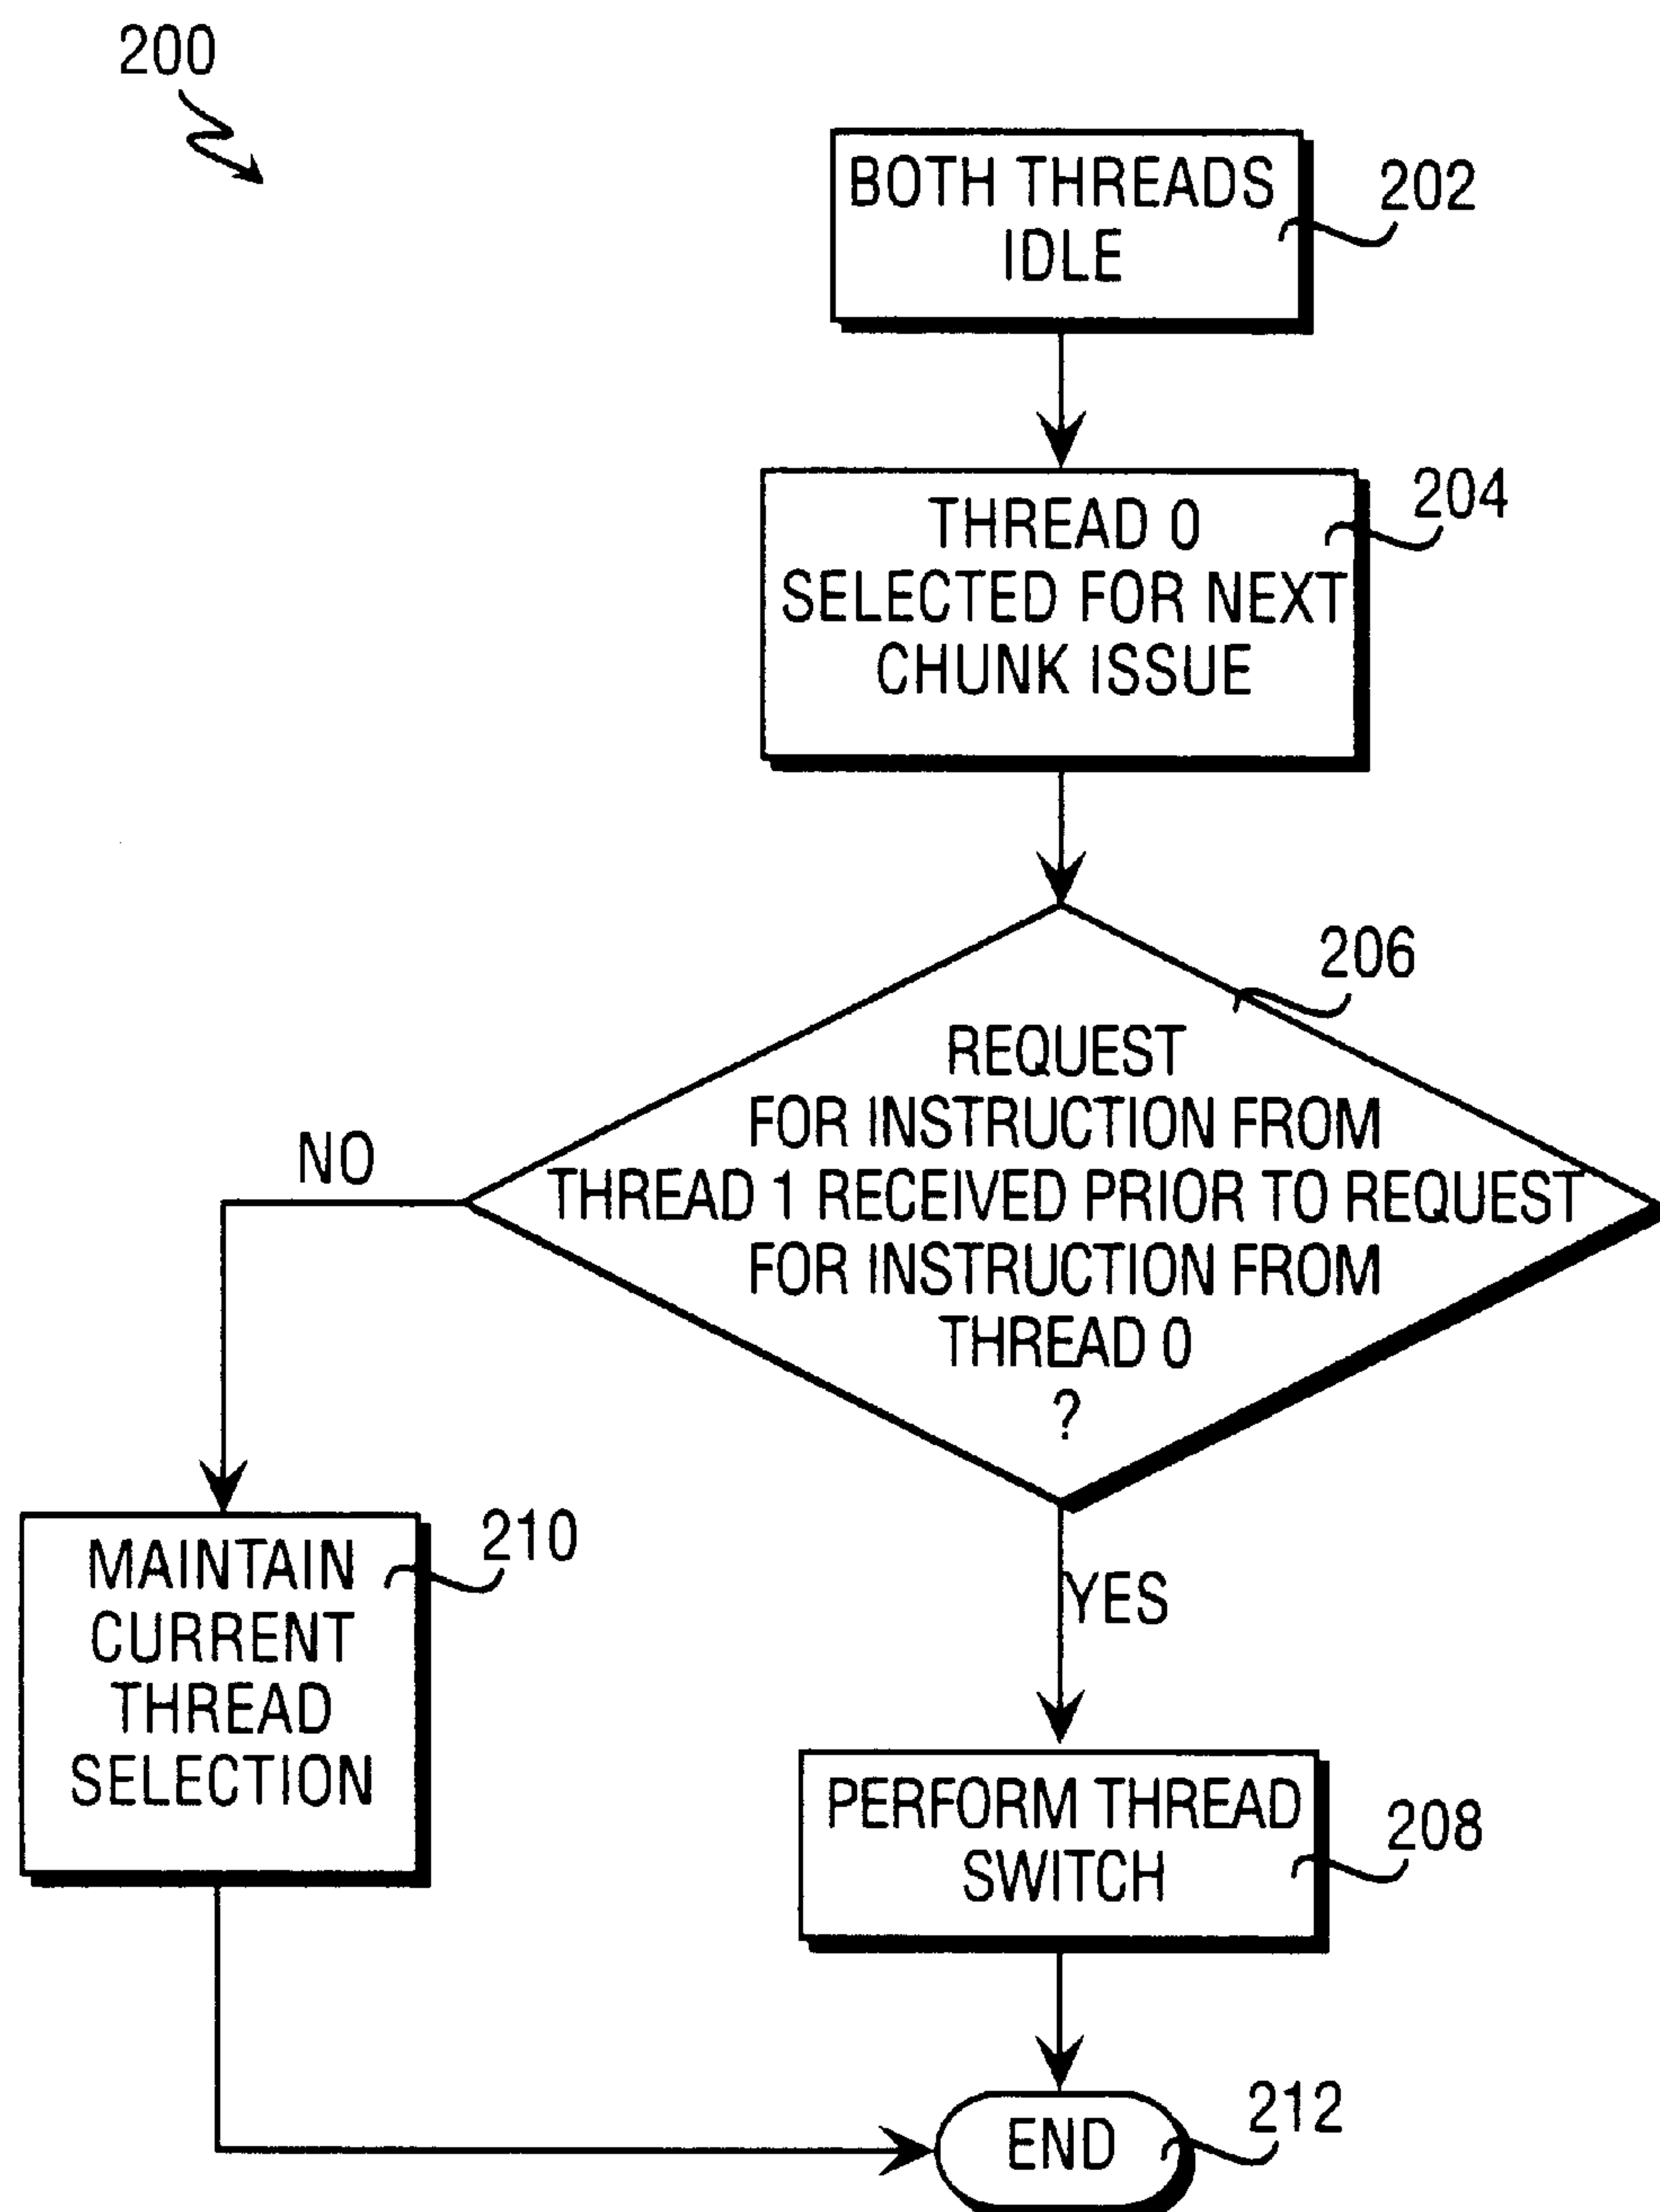 200
BOTH THREADS
IDLE
202
THREAD 0
SELECTED FOR NEXT
CHUNK ISSUE
204
206
REQUEST
FOR INSTRUCTION FROM
THREAD 1 RECEIVED PRIOR TO REQUEST
FOR INSTRUCTION FROM
THREAD 0
?
NO
YES
MAINTAIN
CURRENT
THREAD
SELECTION
210
PERFORM THREAD
SWITCH
208
END
212